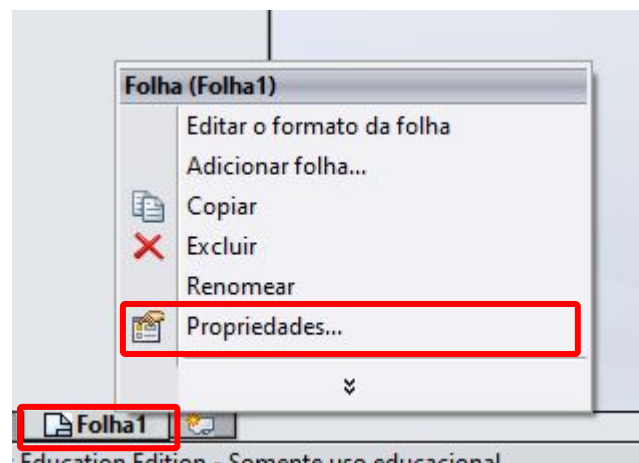 Folha (Folha1)
Editar o formato da folha
Adicionar folha...
Copiar
Excluir
Renomear
Propriedades...
Folha1
Education Edition - Somente uso educacional